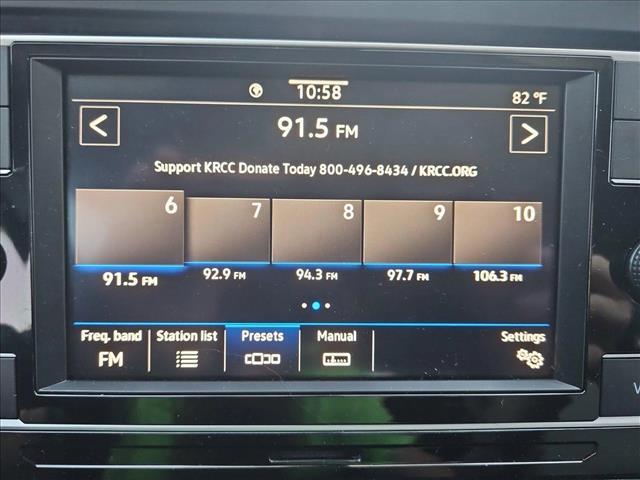 10:58
82 °F
91.5 FM
Support KRCC Donate Today 800-496-8434 / KRCC.ORG
6 7 8 9 10
91.5 FM 92.9 FM 94.3 FM 97.7 FM 106.3 FM
Freq. band Station list Presets Manual Settings
FM